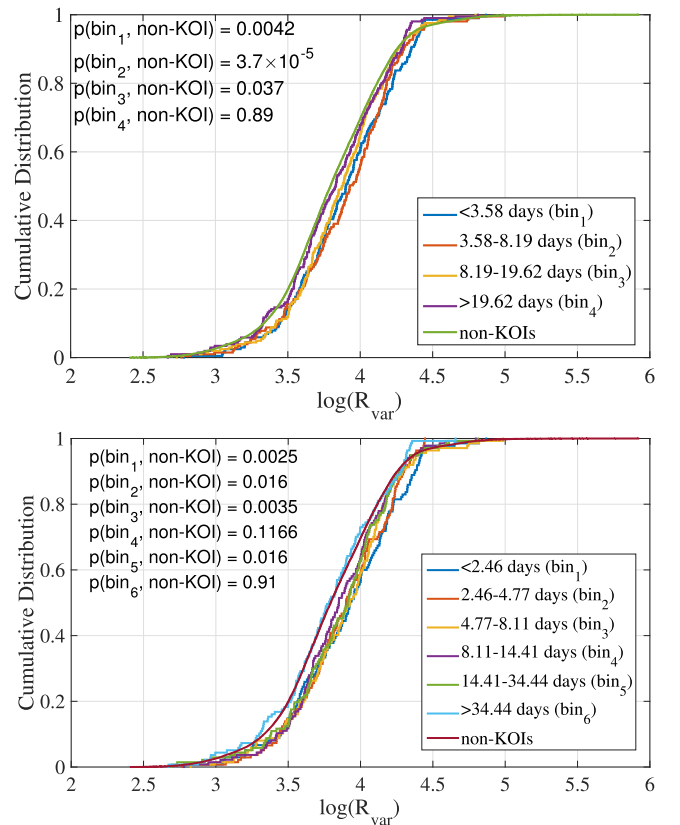 p(bin₁, non-KOI) = 0.0042
p(bin₂, non-KOI) = 3.7×10⁻⁵
p(bin₃, non-KOI) = 0.037
p(bin₄, non-KOI) = 0.89
1
0.8
0.6
0.4
0.2
0
Cumulative Distribution
<3.58 days (bin₁)
3.58-8.19 days (bin₂)
8.19-19.62 days (bin₃)
>19.62 days (bin₄)
non-KOIs
2 2.5 3 3.5 4 4.5 5 5.5 6
log(R_var)
p(bin₁, non-KOI) = 0.0025
p(bin₂, non-KOI) = 0.016
p(bin₃, non-KOI) = 0.0035
p(bin₄, non-KOI) = 0.1166
p(bin₅, non-KOI) = 0.016
p(bin₆, non-KOI) = 0.91
1
0.8
0.6
0.4
0.2
0
Cumulative Distribution
<2.46 days (bin₁)
2.46-4.77 days (bin₂)
4.77-8.11 days (bin₃)
8.11-14.41 days (bin₄)
14.41-34.44 days (bin₅)
>34.44 days (bin₆)
non-KOIs
2 2.5 3 3.5 4 4.5 5 5.5 6
log(R_var)